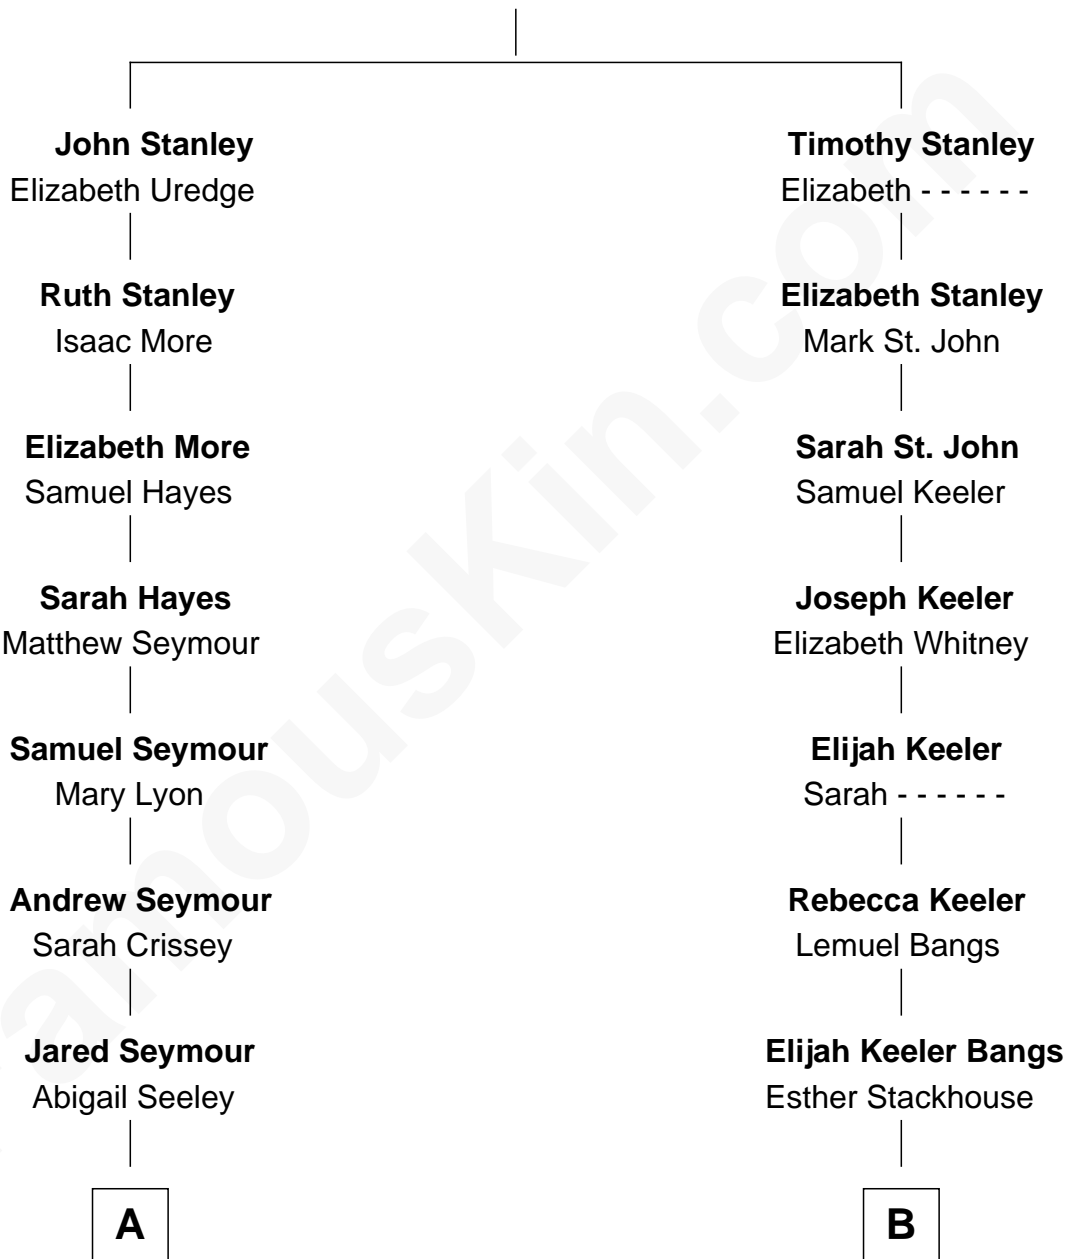 John Stanley
Elizabeth Uredge
Ruth Stanley
Isaac More
Elizabeth More
Samuel Hayes
Sarah Hayes
Matthew Seymour
Samuel Seymour
Mary Lyon
Andrew Seymour
Sarah Crissey
Jared Seymour
Abigail Seeley
A
Timothy Stanley
Elizabeth - - - - - -
Elizabeth Stanley
Mark St. John
Sarah St. John
Samuel Keeler
Joseph Keeler
Elizabeth Whitney
Elijah Keeler
Sarah - - - - - -
Rebecca Keeler
Lemuel Bangs
Elijah Keeler Bangs
Esther Stackhouse
B
amouskin.com